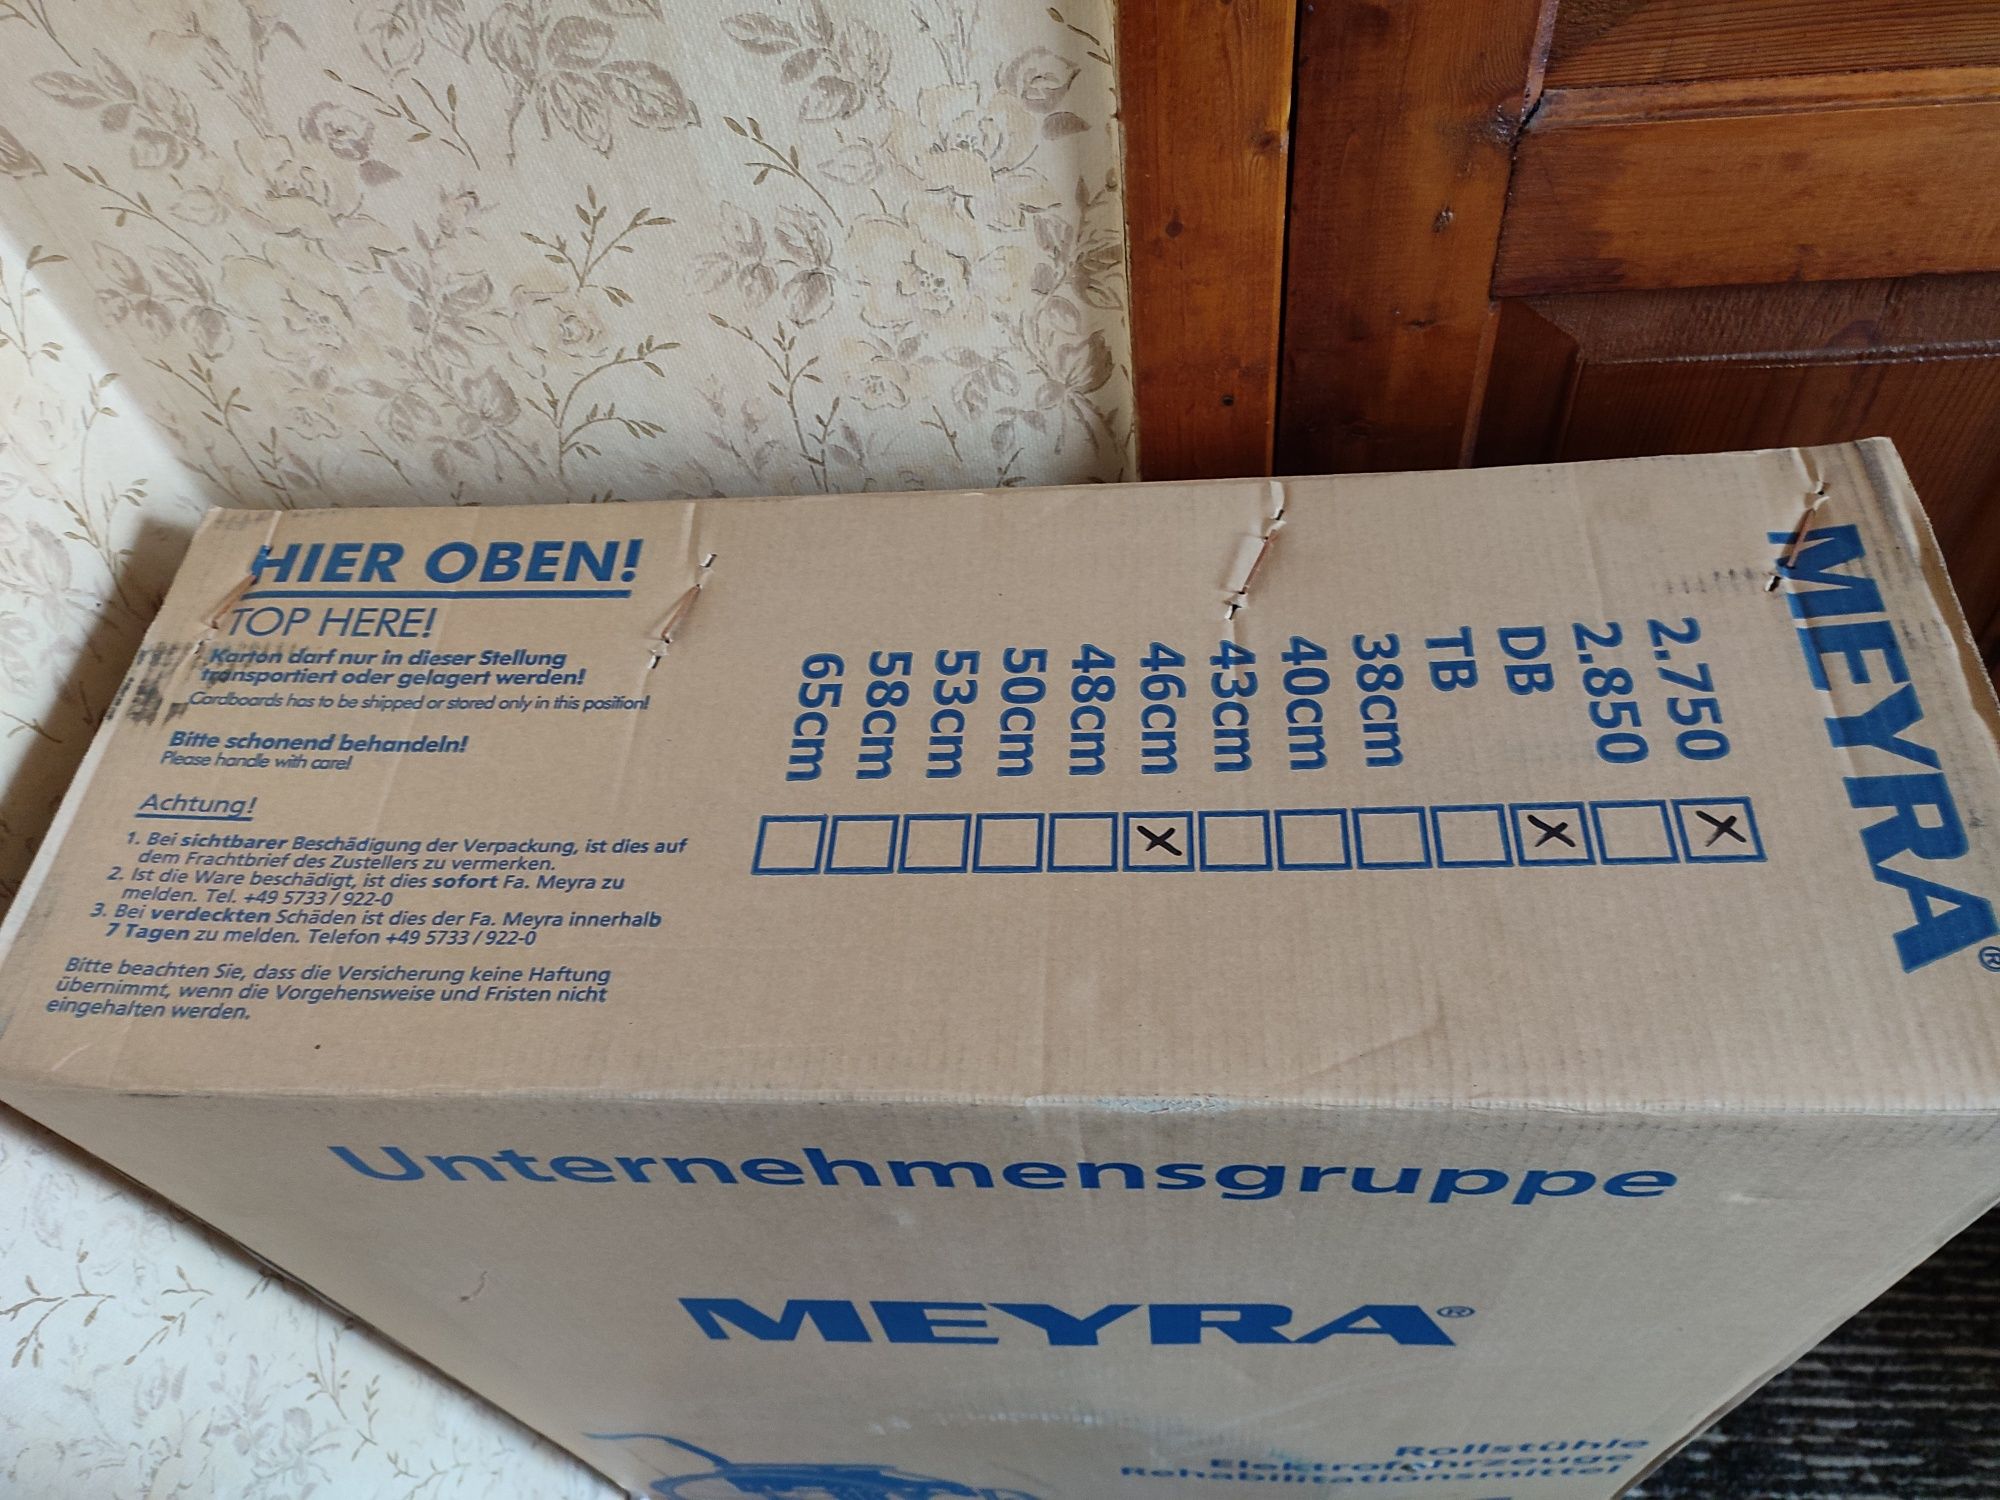 HIER OBEN!
TOP HERE!
Karton darf nur in dieser Stellung
transportiert oder gelagert werden!
Cardboards has to be shipped or stored only in this position!
Bitte schonend behandeln!
Please handle with care!
Achtung!
1. Bei sichtbarer Beschädigung der Verpackung, ist dies auf
dem Frachtbrief des Zustellers zu vermerken.
2. Ist die Ware beschädigt, ist dies sofort Fa. Meyra zu
melden. Tel. +49 5733 / 922-0
3. Bei verdeckten Schäden ist dies der Fa. Meyra innerhalb
7 Tagen zu melden. Telefon +49 5733 / 922-0
Bitte beachten Sie, dass die Versicherung keine Haftung
übernimmt, wenn die Vorgehensweise und Fristen nicht
eingehalten werden.
MEYRA®
2.750 X
2.850
DB X
TB
38cm
40cm
43cm
46cm X
48cm
50cm
53cm
58cm
65cm
Unternehmensgruppe
MEYRA®
Rollstühle
Elektrofahrzeuge
Rehabilitationsmittel